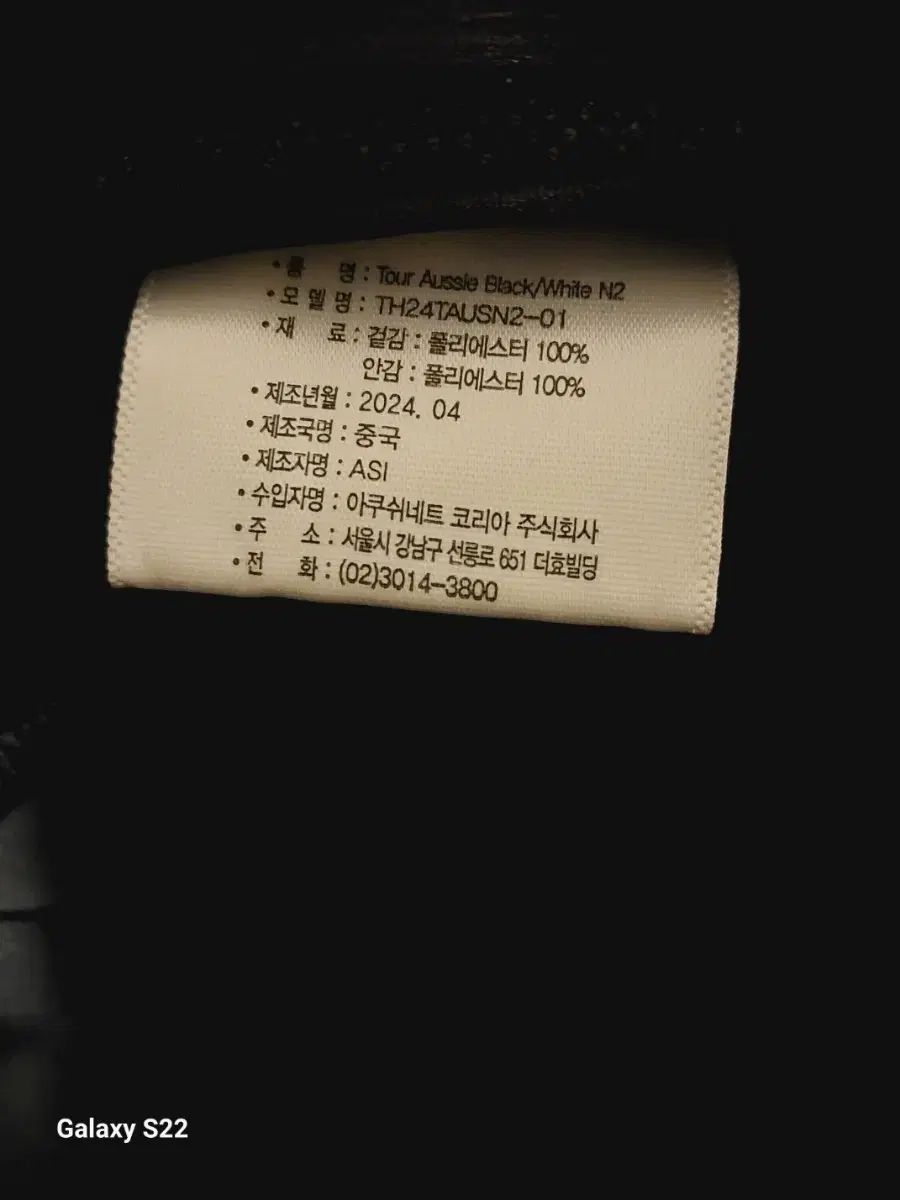 • 품 명 : Tour Aussie Black/White N2
• 모 델 명 : TH24TAUSN2-01
• 재 료 : 겉감 : 폴리에스터 100%
안감 : 폴리에스터 100%
• 제조년월 : 2024. 04
• 제조국명 : 중국
• 제조자명 : ASI
• 수입자명 : 아쿠쉬네트 코리아 주식회사
• 주 소 : 서울시 강남구 선릉로 651 더효빌딩
• 전 화 : (02)3014-3800
Galaxy S22